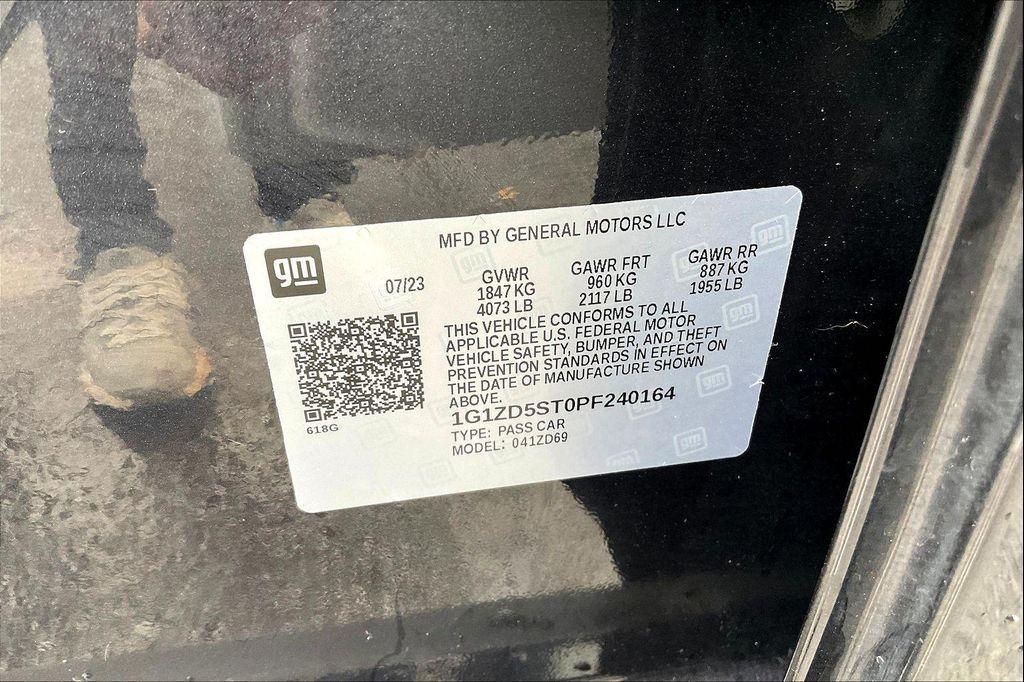 MFD BY GENERAL MOTORS LLC
gm
07/23
GVWR
1847 KG
4073 LB
GAWR FRT
960 KG
2117 LB
GAWR RR
887 KG
1955 LB
THIS VEHICLE CONFORMS TO ALL
APPLICABLE U.S. FEDERAL MOTOR
VEHICLE SAFETY, BUMPER, AND THEFT
PREVENTION STANDARDS IN EFFECT ON
THE DATE OF MANUFACTURE SHOWN
ABOVE.
1G1ZD5ST0PF240164
TYPE: PASS CAR
MODEL: 041ZD69
618G